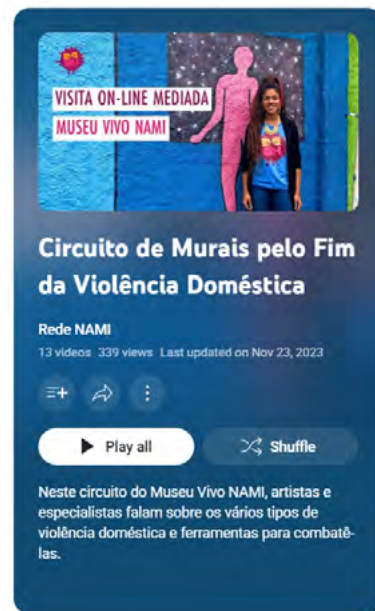 VISITA ON-LINE MEDIADA
MUSEU VIVO NAMI
Circuito de Murais pelo Fim
da Violência Doméstica
Rede NAMI
13 videos 339 views Last updated on Nov 23, 2023
Play all
Shuffle
Neste circuito do Museu Vivo NAMI, artistas e
especialistas falam sobre os vários tipos de
violência doméstica e ferramentas para combatê-
las.